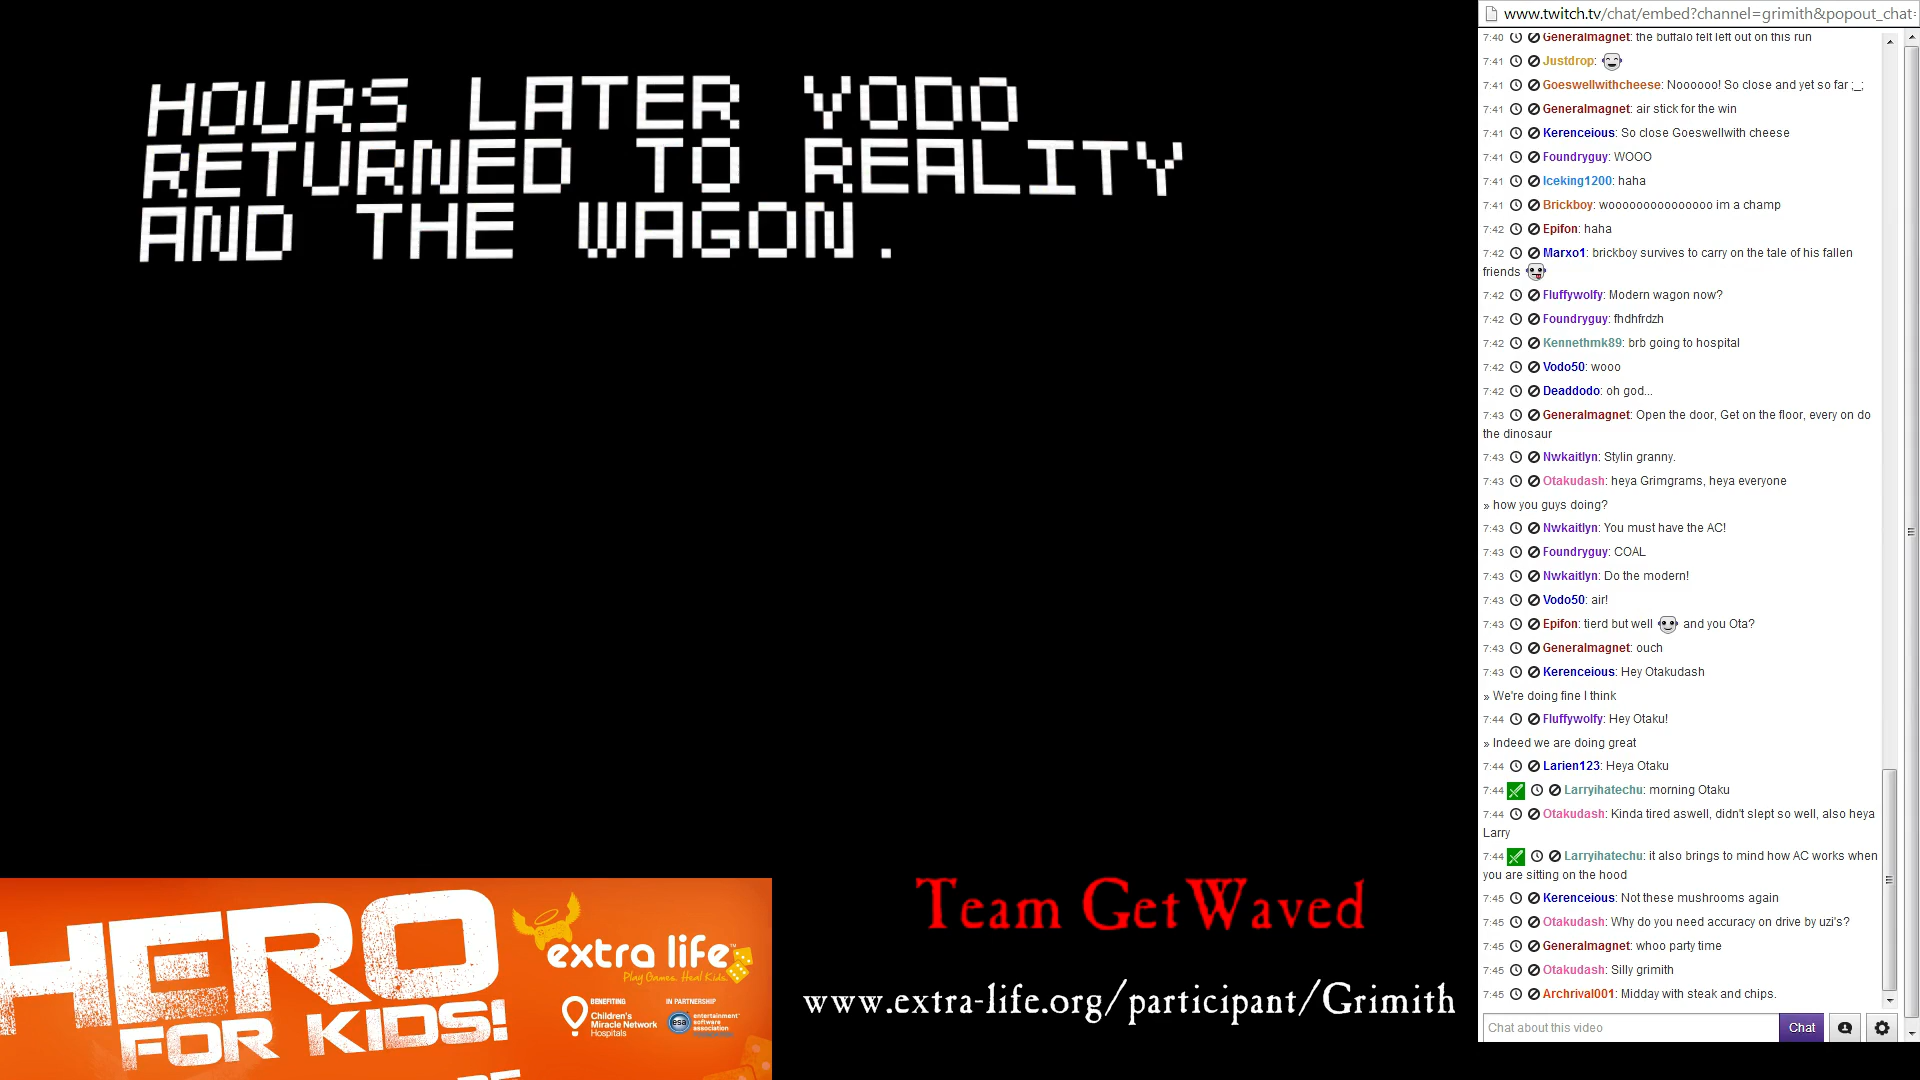 HOURS LATER VODO
RETURNED TO REALITY
AND THE WAGON.
HERO
FOR KIDS!
extra life™
Play Games. Heal Kids.
BENEFITING
Children's
Miracle Network
Hospitals
IN PARTNERSHIP
esa
entertainment
software
association
Team GetWaved
www.extra-life.org/participant/Grimith
www.twitch.tv/chat/embed?channel=grimith&popout_chat=
7:40 Generalmagnet: the buffalo felt left out on this run
7:41 Justdrop:
7:41 Goeswellwithcheese: Noooooo! So close and yet so far ;_;
7:41 Generalmagnet: air stick for the win
7:41 Kerenceious: So close Goeswellwith cheese
7:41 Foundryguy: WOOO
7:41 Iceking1200: haha
7:41 Brickboy: wooooooooooooooo im a champ
7:42 Epifon: haha
7:42 Marxo1: brickboy survives to carry on the tale of his fallen
friends
7:42 Fluffywolfy: Modern wagon now?
7:42 Foundryguy: fhdhfrdzh
7:42 Kennethmk89: brb going to hospital
7:42 Vodo50: wooo
7:42 Deaddodo: oh god...
7:43 Generalmagnet: Open the door, Get on the floor, every on do
the dinosaur
7:43 Nwkaitlyn: Stylin granny.
7:43 Otakudash: heya Grimgrams, heya everyone
» how you guys doing?
7:43 Nwkaitlyn: You must have the AC!
7:43 Foundryguy: COAL
7:43 Nwkaitlyn: Do the modern!
7:43 Vodo50: air!
7:43 Epifon: tierd but well and you Ota?
7:43 Generalmagnet: ouch
7:43 Kerenceious: Hey Otakudash
» We're doing fine I think
7:44 Fluffywolfy: Hey Otaku!
» Indeed we are doing great
7:44 Larien123: Heya Otaku
7:44 Larryihatechu: morning Otaku
7:44 Otakudash: Kinda tired aswell, didn't slept so well, also heya
Larry
7:44 Larryihatechu: it also brings to mind how AC works when
you are sitting on the hood
7:45 Kerenceious: Not these mushrooms again
7:45 Otakudash: Why do you need accuracy on drive by uzi's?
7:45 Generalmagnet: whoo party time
7:45 Otakudash: Silly grimith
7:45 Archrival001: Midday with steak and chips.
Chat about this video
Chat